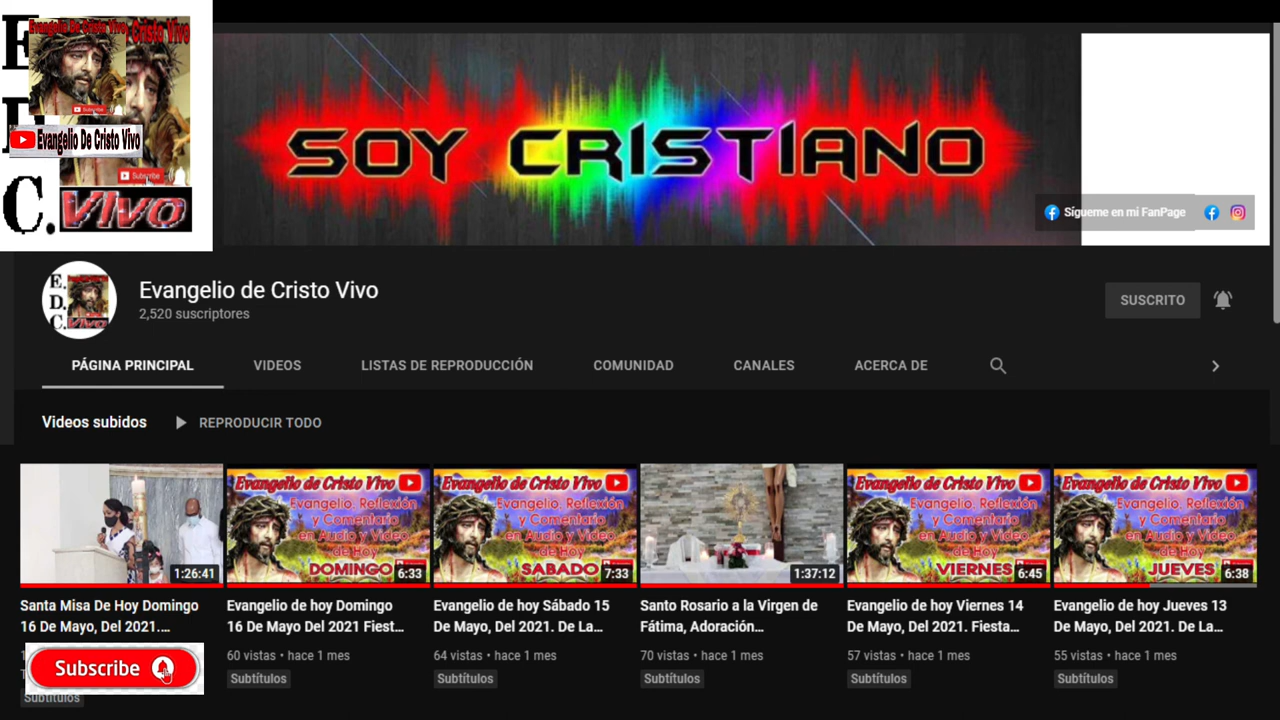 E
Evangelio De Cristo Vivo
Cristo Vivo
Subscribe
Evangelio De Cristo Vivo
Subscribe
C. Vivo
SOY CRISTIANO
Sígueme en mi FanPage
E.
D.
C. Vivo
Evangelio de Cristo Vivo
2,520 suscriptores
SUSCRITO
PÁGINA PRINCIPAL
VIDEOS
LISTAS DE REPRODUCCIÓN
COMUNIDAD
CANALES
ACERCA DE
Videos subidos
REPRODUCIR TODO
1:26:41
Santa Misa De Hoy Domingo
16 De Mayo, Del 2021....
Subscribe
Subtítulos
Evangelio de Cristo Vivo
Evangelio, Reflexión
y Comentario
en Audio y Video
de Hoy
DOMINGO
6:33
Evangelio de hoy Domingo
16 De Mayo Del 2021 Fiest...
60 vistas • hace 1 mes
Subtítulos
Evangelio de Cristo Vivo
Evangelio, Reflexión
y Comentario
en Audio y Video
de Hoy
SABADO
7:33
Evangelio de hoy Sábado 15
De Mayo, Del 2021. De La...
64 vistas • hace 1 mes
Subtítulos
1:37:12
Santo Rosario a la Virgen de
Fátima, Adoración...
70 vistas • hace 1 mes
Subtítulos
Evangelio de Cristo Vivo
Evangelio, Reflexión
y Comentario
en Audio y Video
de Hoy
VIERNES
6:45
Evangelio de hoy Viernes 14
De Mayo, Del 2021. Fiesta...
57 vistas • hace 1 mes
Subtítulos
Evangelio de Cristo Vivo
Evangelio, Reflexión
y Comentario
en Audio y Video
de Hoy
JUEVES
6:38
Evangelio de hoy Jueves 13
De Mayo, Del 2021. De La...
55 vistas • hace 1 mes
Subtítulos